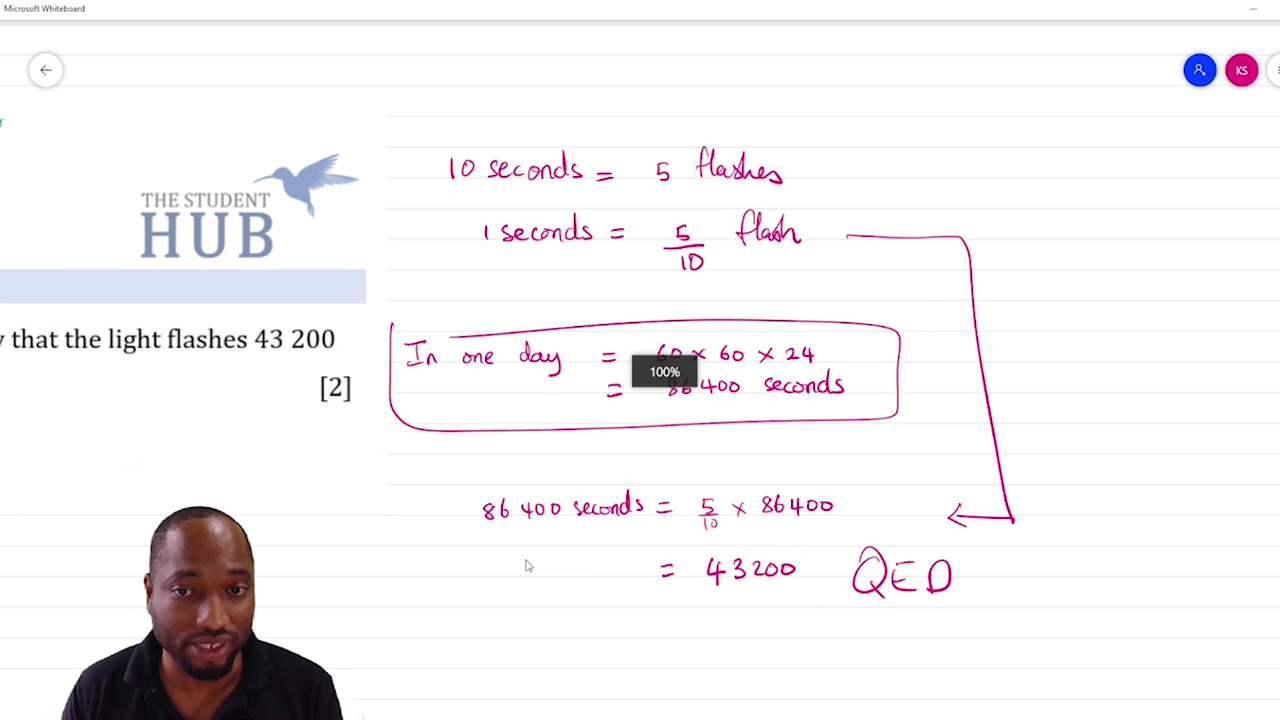 Microsoft Whiteboard
KS
THE STUDENT
HUB
y that the light flashes 43 200
[2]
10 seconds = 5 flashes
1 seconds = 5/10 flash
In one day = 60 x 60 x 24
100%
= 86400 seconds
86 400 seconds = 5/10 x 86400
= 43200 QED